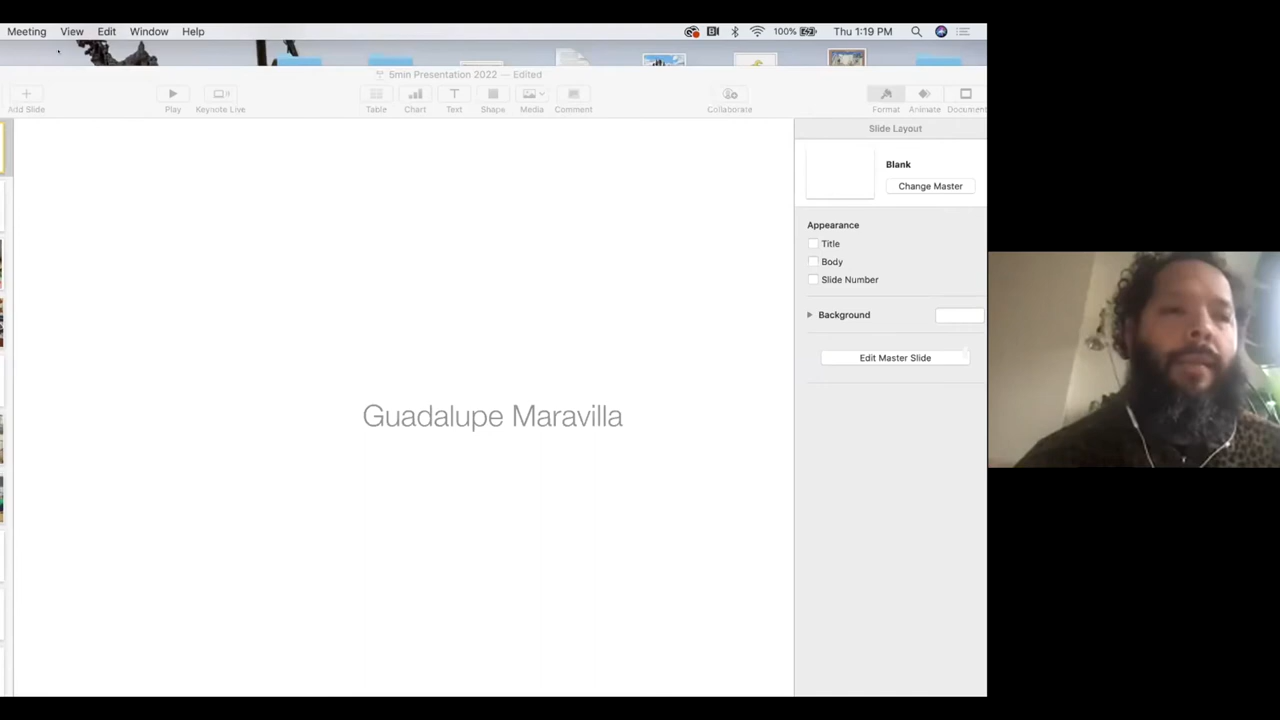 Meeting View Edit Window Help 100% Thu 1:19 PM
5min Presentation 2022 — Edited
Add Slide Play Keynote Live Table Chart Text Shape Media Comment Collaborate Format Animate Document
Slide Layout
Blank
Change Master
Appearance
Title
Body
Slide Number
Background
Edit Master Slide
Guadalupe Maravilla